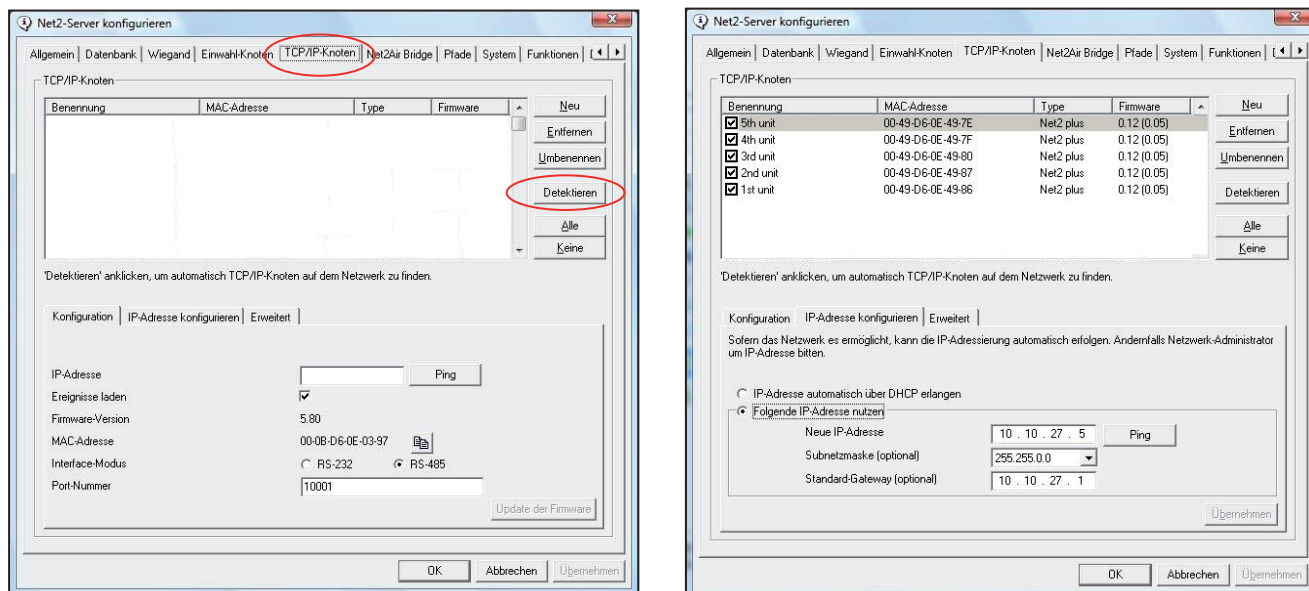 Net2-Server konfigurieren
Allgemein Datenbank Wiegand Einwahl-Knoten TCP/IP-Knoten Net2Air Bridge Pfade System Funktionen
TCP/IP-Knoten
Benennung MAC-Adresse Type Firmware
Neu
Entfernen
Umbenennen
Detektieren
Alle
Keine
'Detektieren' anklicken, um automatisch TCP/IP-Knoten auf dem Netzwerk zu finden.
Konfiguration IP-Adresse konfigurieren Erweitert
IP-Adresse Ping
Ereignisse laden
Firmware-Version 5.80
MAC-Adresse 00-0B-D6-0E-03-97
Interface-Modus RS-232 RS-485
Port-Nummer 10001
Update der Firmware
OK Abbrechen Übernehmen
Net2-Server konfigurieren
Allgemein Datenbank Wiegand Einwahl-Knoten TCP/IP-Knoten Net2Air Bridge Pfade System Funktionen
TCP/IP-Knoten
Benennung MAC-Adresse Type Firmware
5th unit 00-49-D6-0E-49-7E Net2 plus 0.12 (0.05)
4th unit 00-49-D6-0E-49-7F Net2 plus 0.12 (0.05)
3rd unit 00-49-D6-0E-49-80 Net2 plus 0.12 (0.05)
2nd unit 00-49-D6-0E-49-87 Net2 plus 0.12 (0.05)
1st unit 00-49-D6-0E-49-86 Net2 plus 0.12 (0.05)
Neu
Entfernen
Umbenennen
Detektieren
Alle
Keine
'Detektieren' anklicken, um automatisch TCP/IP-Knoten auf dem Netzwerk zu finden.
Konfiguration IP-Adresse konfigurieren Erweitert
Sofern das Netzwerk es ermöglicht, kann die IP-Adressierung automatisch erfolgen. Andernfalls Netzwerk-Administrator
um IP-Adresse bitten.
IP-Adresse automatisch über DHCP erlangen
Folgende IP-Adresse nutzen
Neue IP-Adresse 10 . 10 . 27 . 5 Ping
Subnetzmaske (optional) 255.255.0.0
Standard-Gateway (optional) 10 . 10 . 27 . 1
Übernehmen
OK Abbrechen Übernehmen